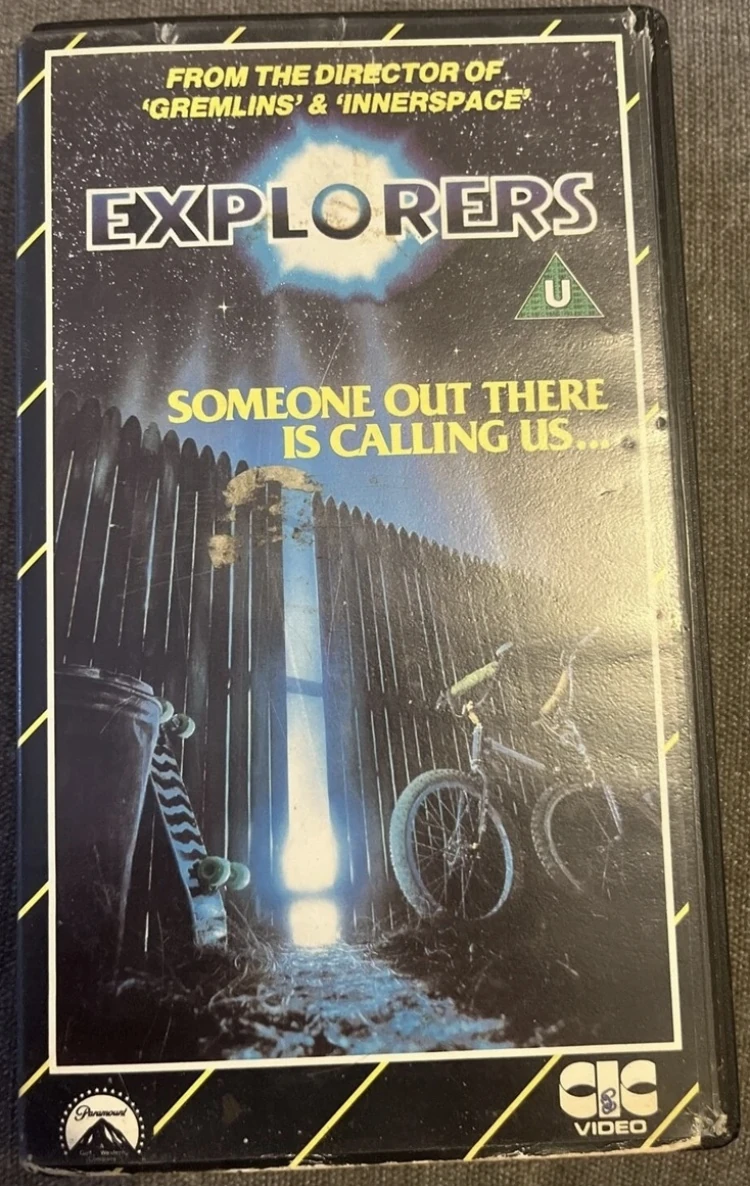 FROM THE DIRECTOR OF
'GREMLINS' & 'INNERSPACE'
EXPLORERS
U
SOMEONE OUT THERE
IS CALLING US...
Paramount
CIC
VIDEO